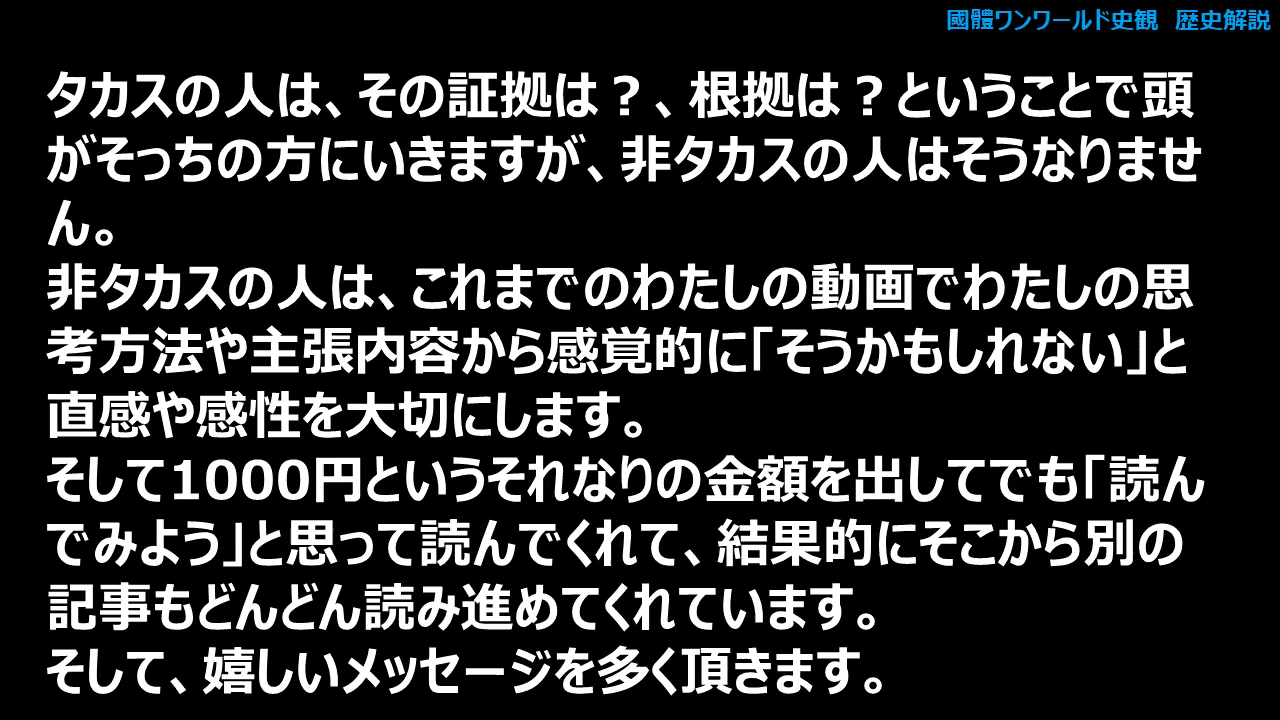 國體ワンワールド史観　歴史解説
タカスの人は、その証拠は？、根拠は？ということで頭
がそっちの方にいきますが、非タカスの人はそうなりませ
ん。
非タカスの人は、これまでのわたしの動画でわたしの思
考方法や主張内容から感覚的に「そうかもしれない」と
直感や感性を大切にします。
そして1000円というそれなりの金額を出してでも「読ん
でみよう」と思って読んでくれて、結果的にそこから別の
記事もどんどん読み進めてくれています。
そして、嬉しいメッセージを多く頂きます。